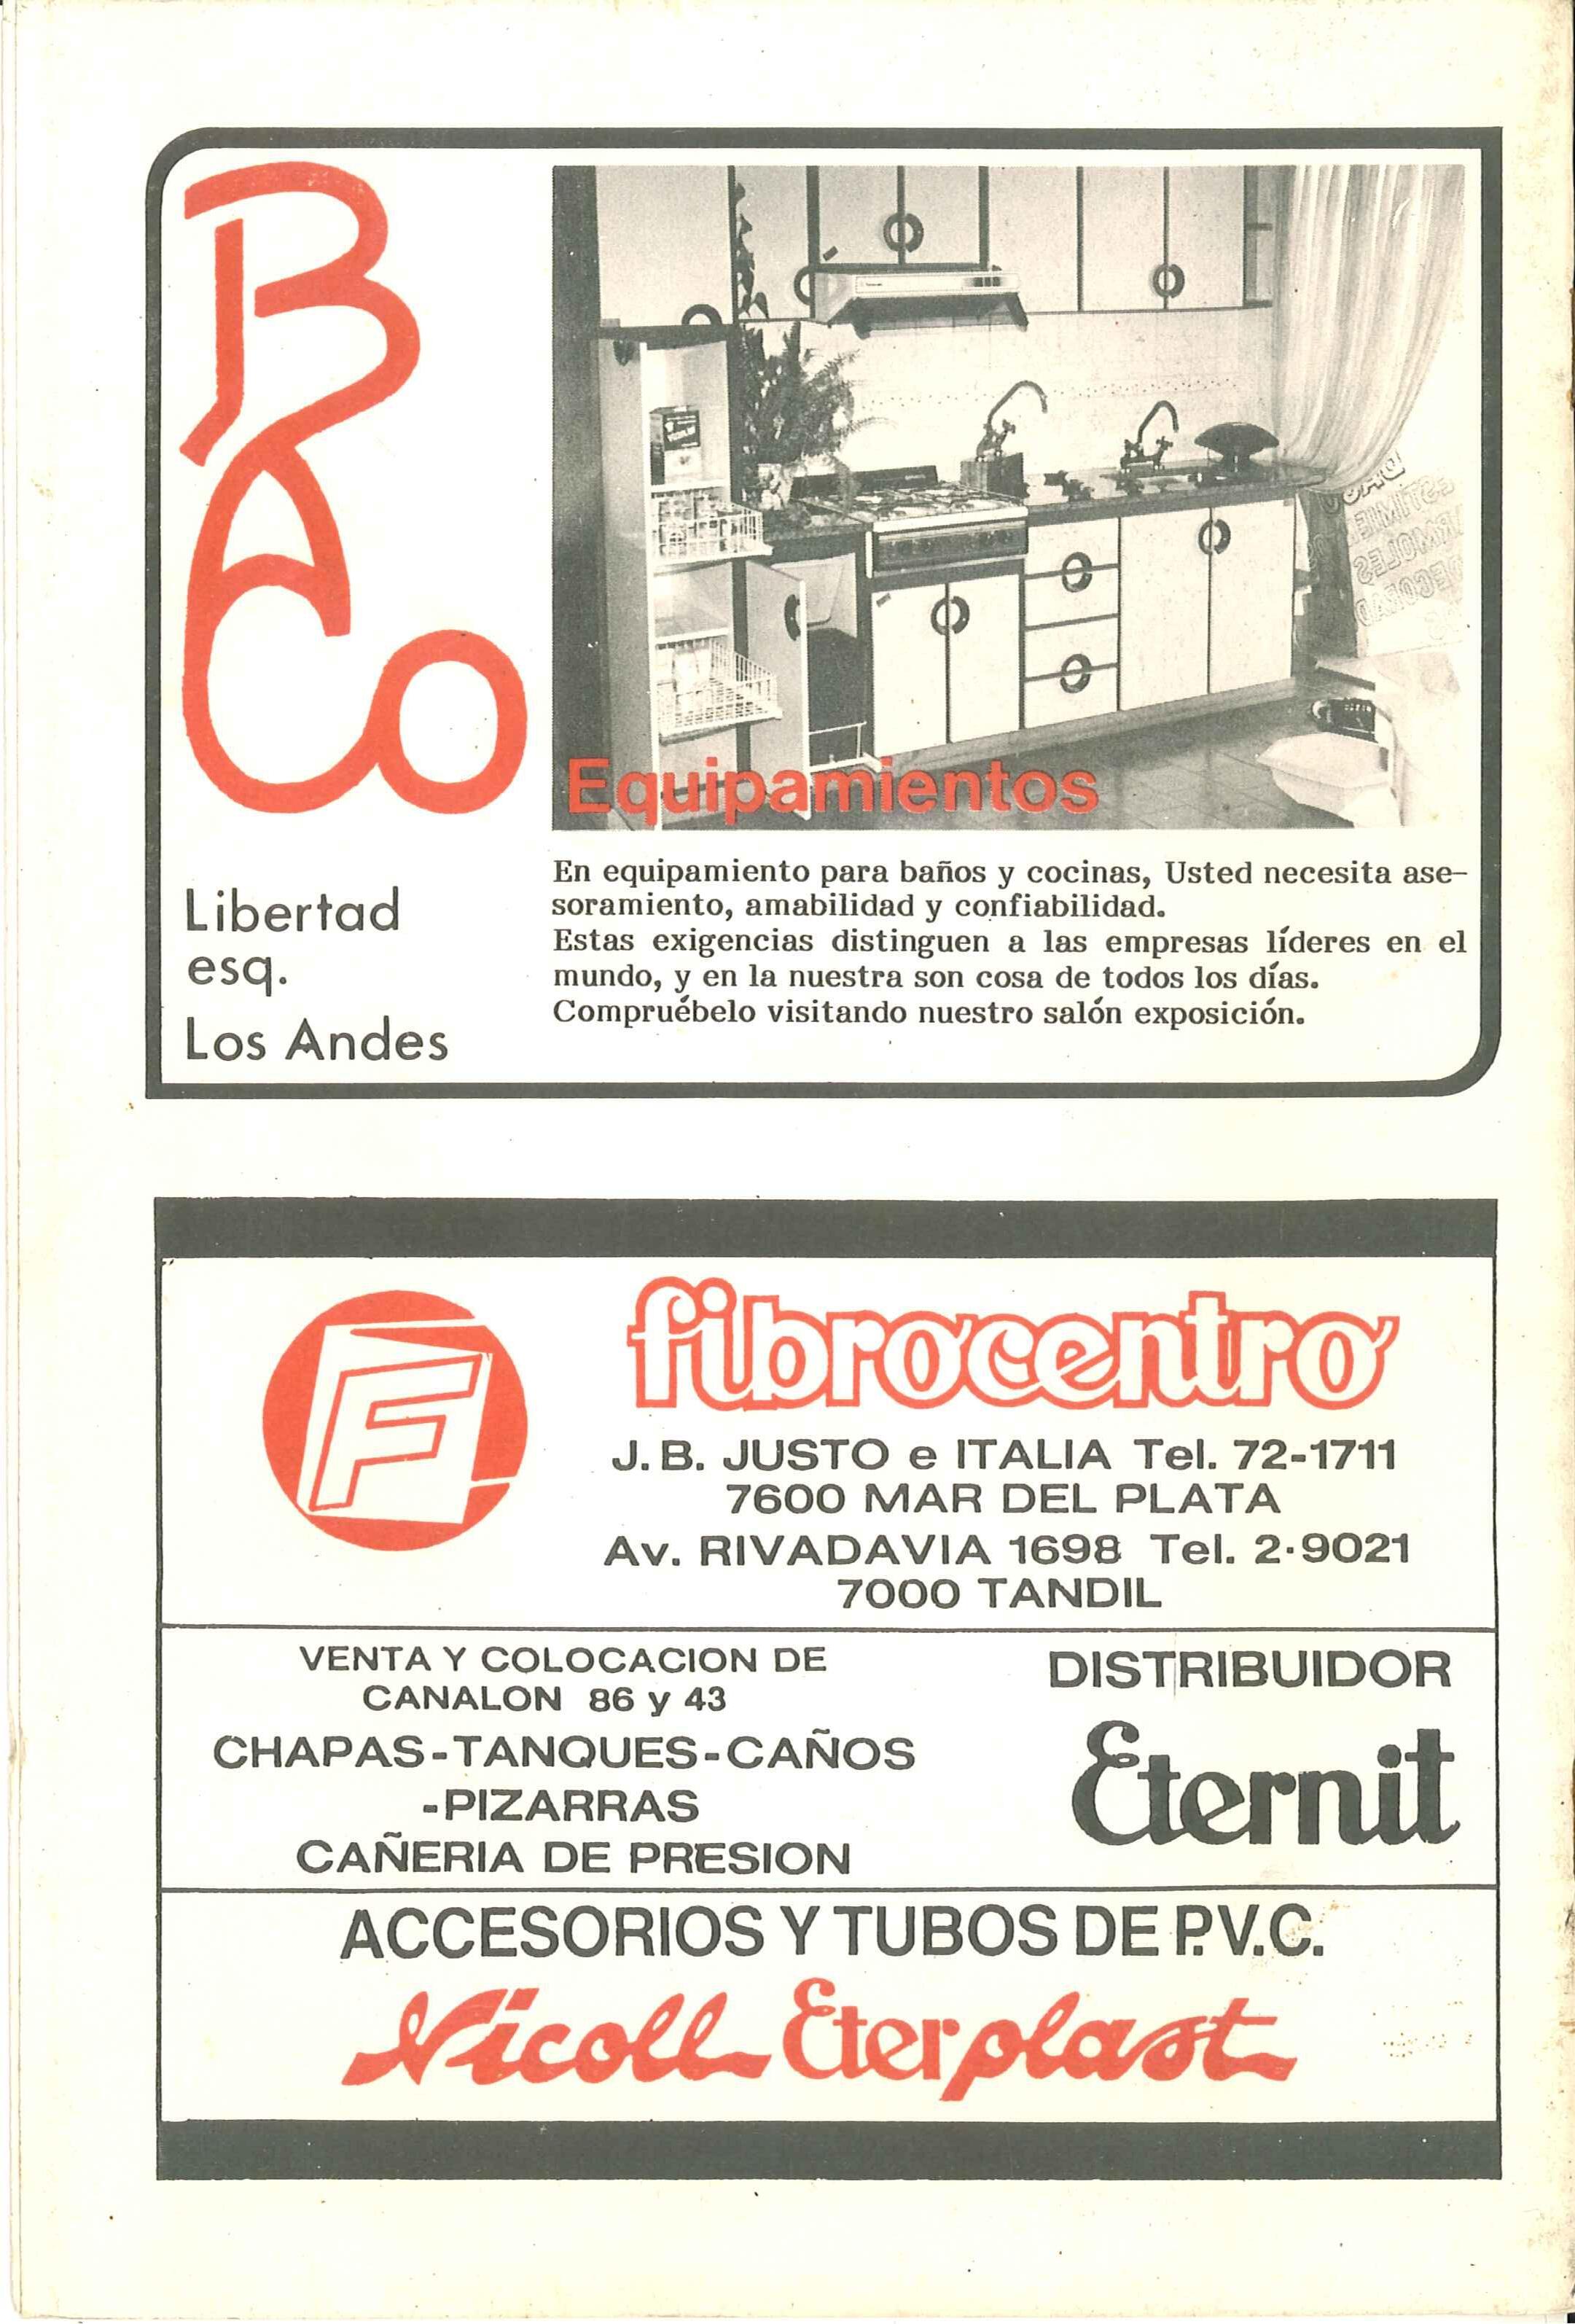 BACo
Equipamientos
Libertad
esq.
Los Andes
En equipamiento para baños y cocinas, Usted necesita ase-
soramiento, amabilidad y confiabilidad.
Estas exigencias distinguen a las empresas líderes en el
mundo, y en la nuestra son cosa de todos los días.
Compruébelo visitando nuestro salón exposición.
F
fibrocentro
J. B. JUSTO e ITALIA Tel. 72-1711
7600 MAR DEL PLATA
Av. RIVADAVIA 1698 Tel. 2·9021
7000 TANDIL
VENTA Y COLOCACION DE
CANALON 86 y 43
CHAPAS-TANQUES-CAÑOS
-PIZARRAS
CAÑERIA DE PRESION
DISTRIBUIDOR
Eternit
ACCESORIOS Y TUBOS DE P.V.C.
Nicoll Eterplast